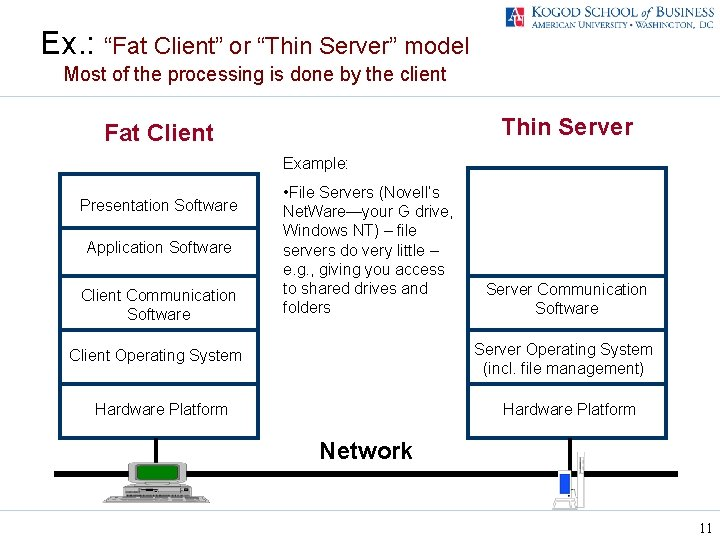 KOGOD SCHOOL of BUSINESS
AMERICAN UNIVERSITY • WASHINGTON, DC
Ex.: “Fat Client” or “Thin Server” model
Most of the processing is done by the client
Fat Client
Thin Server
Example:
•File Servers (Novell’s
Net.Ware—your G drive,
Windows NT) – file
servers do very little –
e.g., giving you access
to shared drives and
folders
Presentation Software
Application Software
Client Communication
Software
Client Operating System
Hardware Platform
Server Communication
Software
Server Operating System
(incl. file management)
Hardware Platform
Network
11